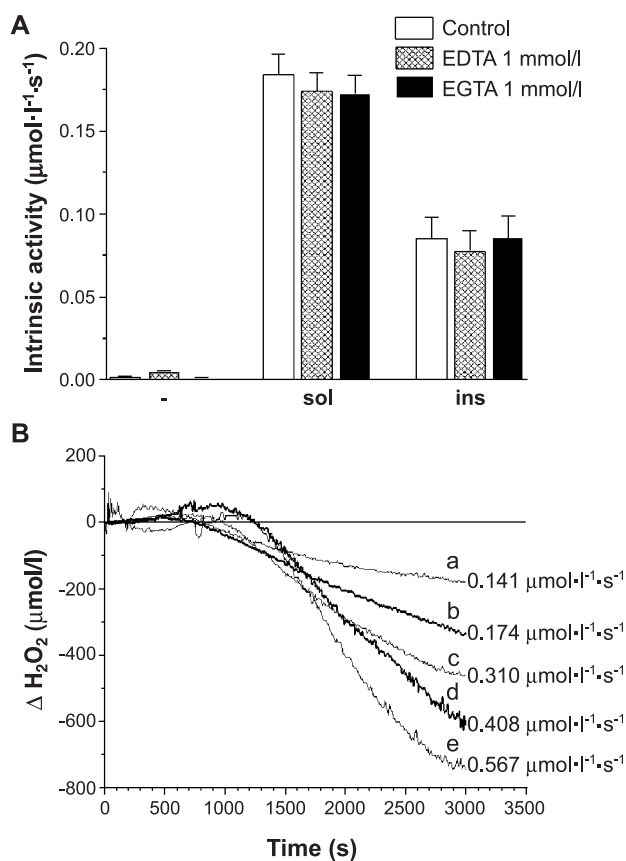 A
Control
EDTA 1 mmol/l
EGTA 1 mmol/l
Intrinsic activity (μmol·l⁻¹·s⁻¹)
0.20
0.15
0.10
0.05
0.00
- sol ins
B
Δ H₂O₂ (μmol/l)
200
0
-200
-400
-600
-800
a
0.141 μmol·l⁻¹·s⁻¹
b
0.174 μmol·l⁻¹·s⁻¹
c
0.310 μmol·l⁻¹·s⁻¹
d
0.408 μmol·l⁻¹·s⁻¹
e
0.567 μmol·l⁻¹·s⁻¹
0 500 1000 1500 2000 2500 3000 3500
Time (s)